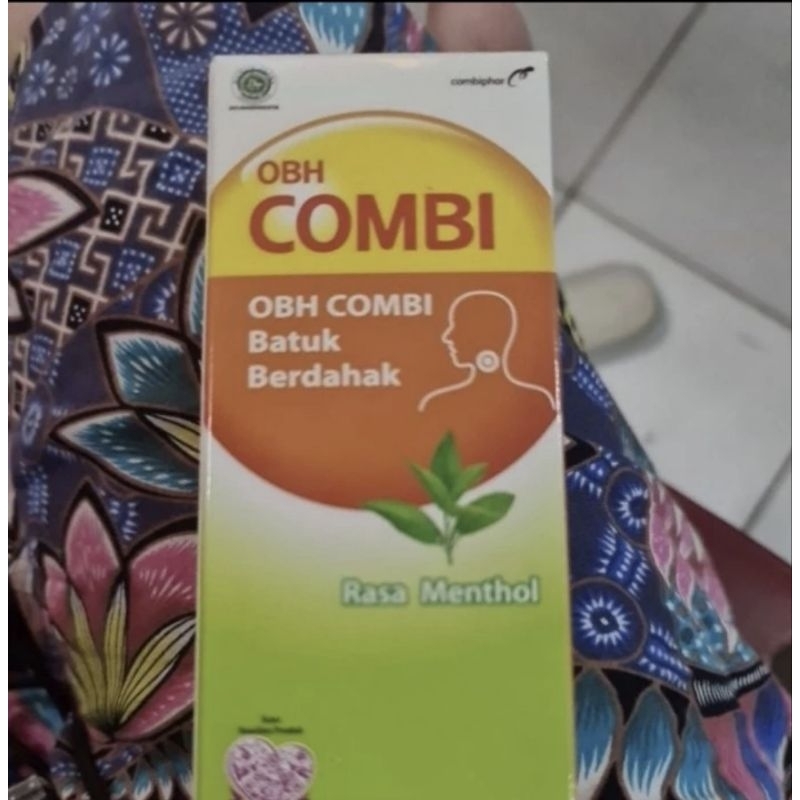 combiphar
OBH
COMBI
OBH COMBI
Batuk
Berdahak
Rasa Menthol